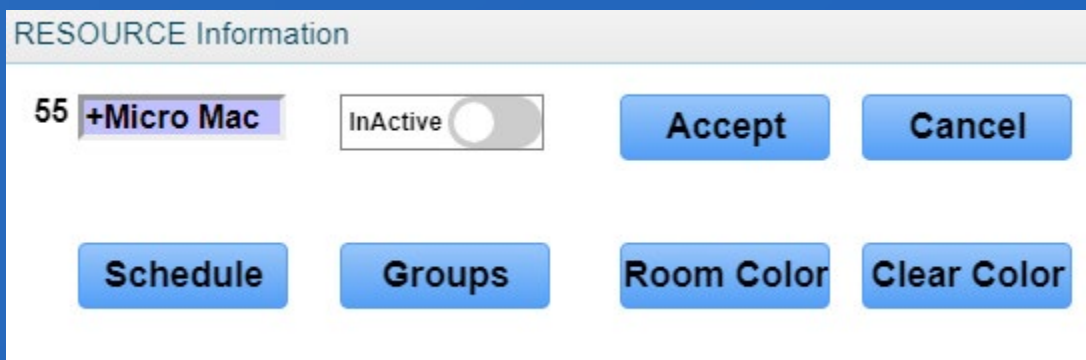 RESOURCE Information
55 +Micro Mac InActive Accept Cancel
Schedule Groups Room Color Clear Color